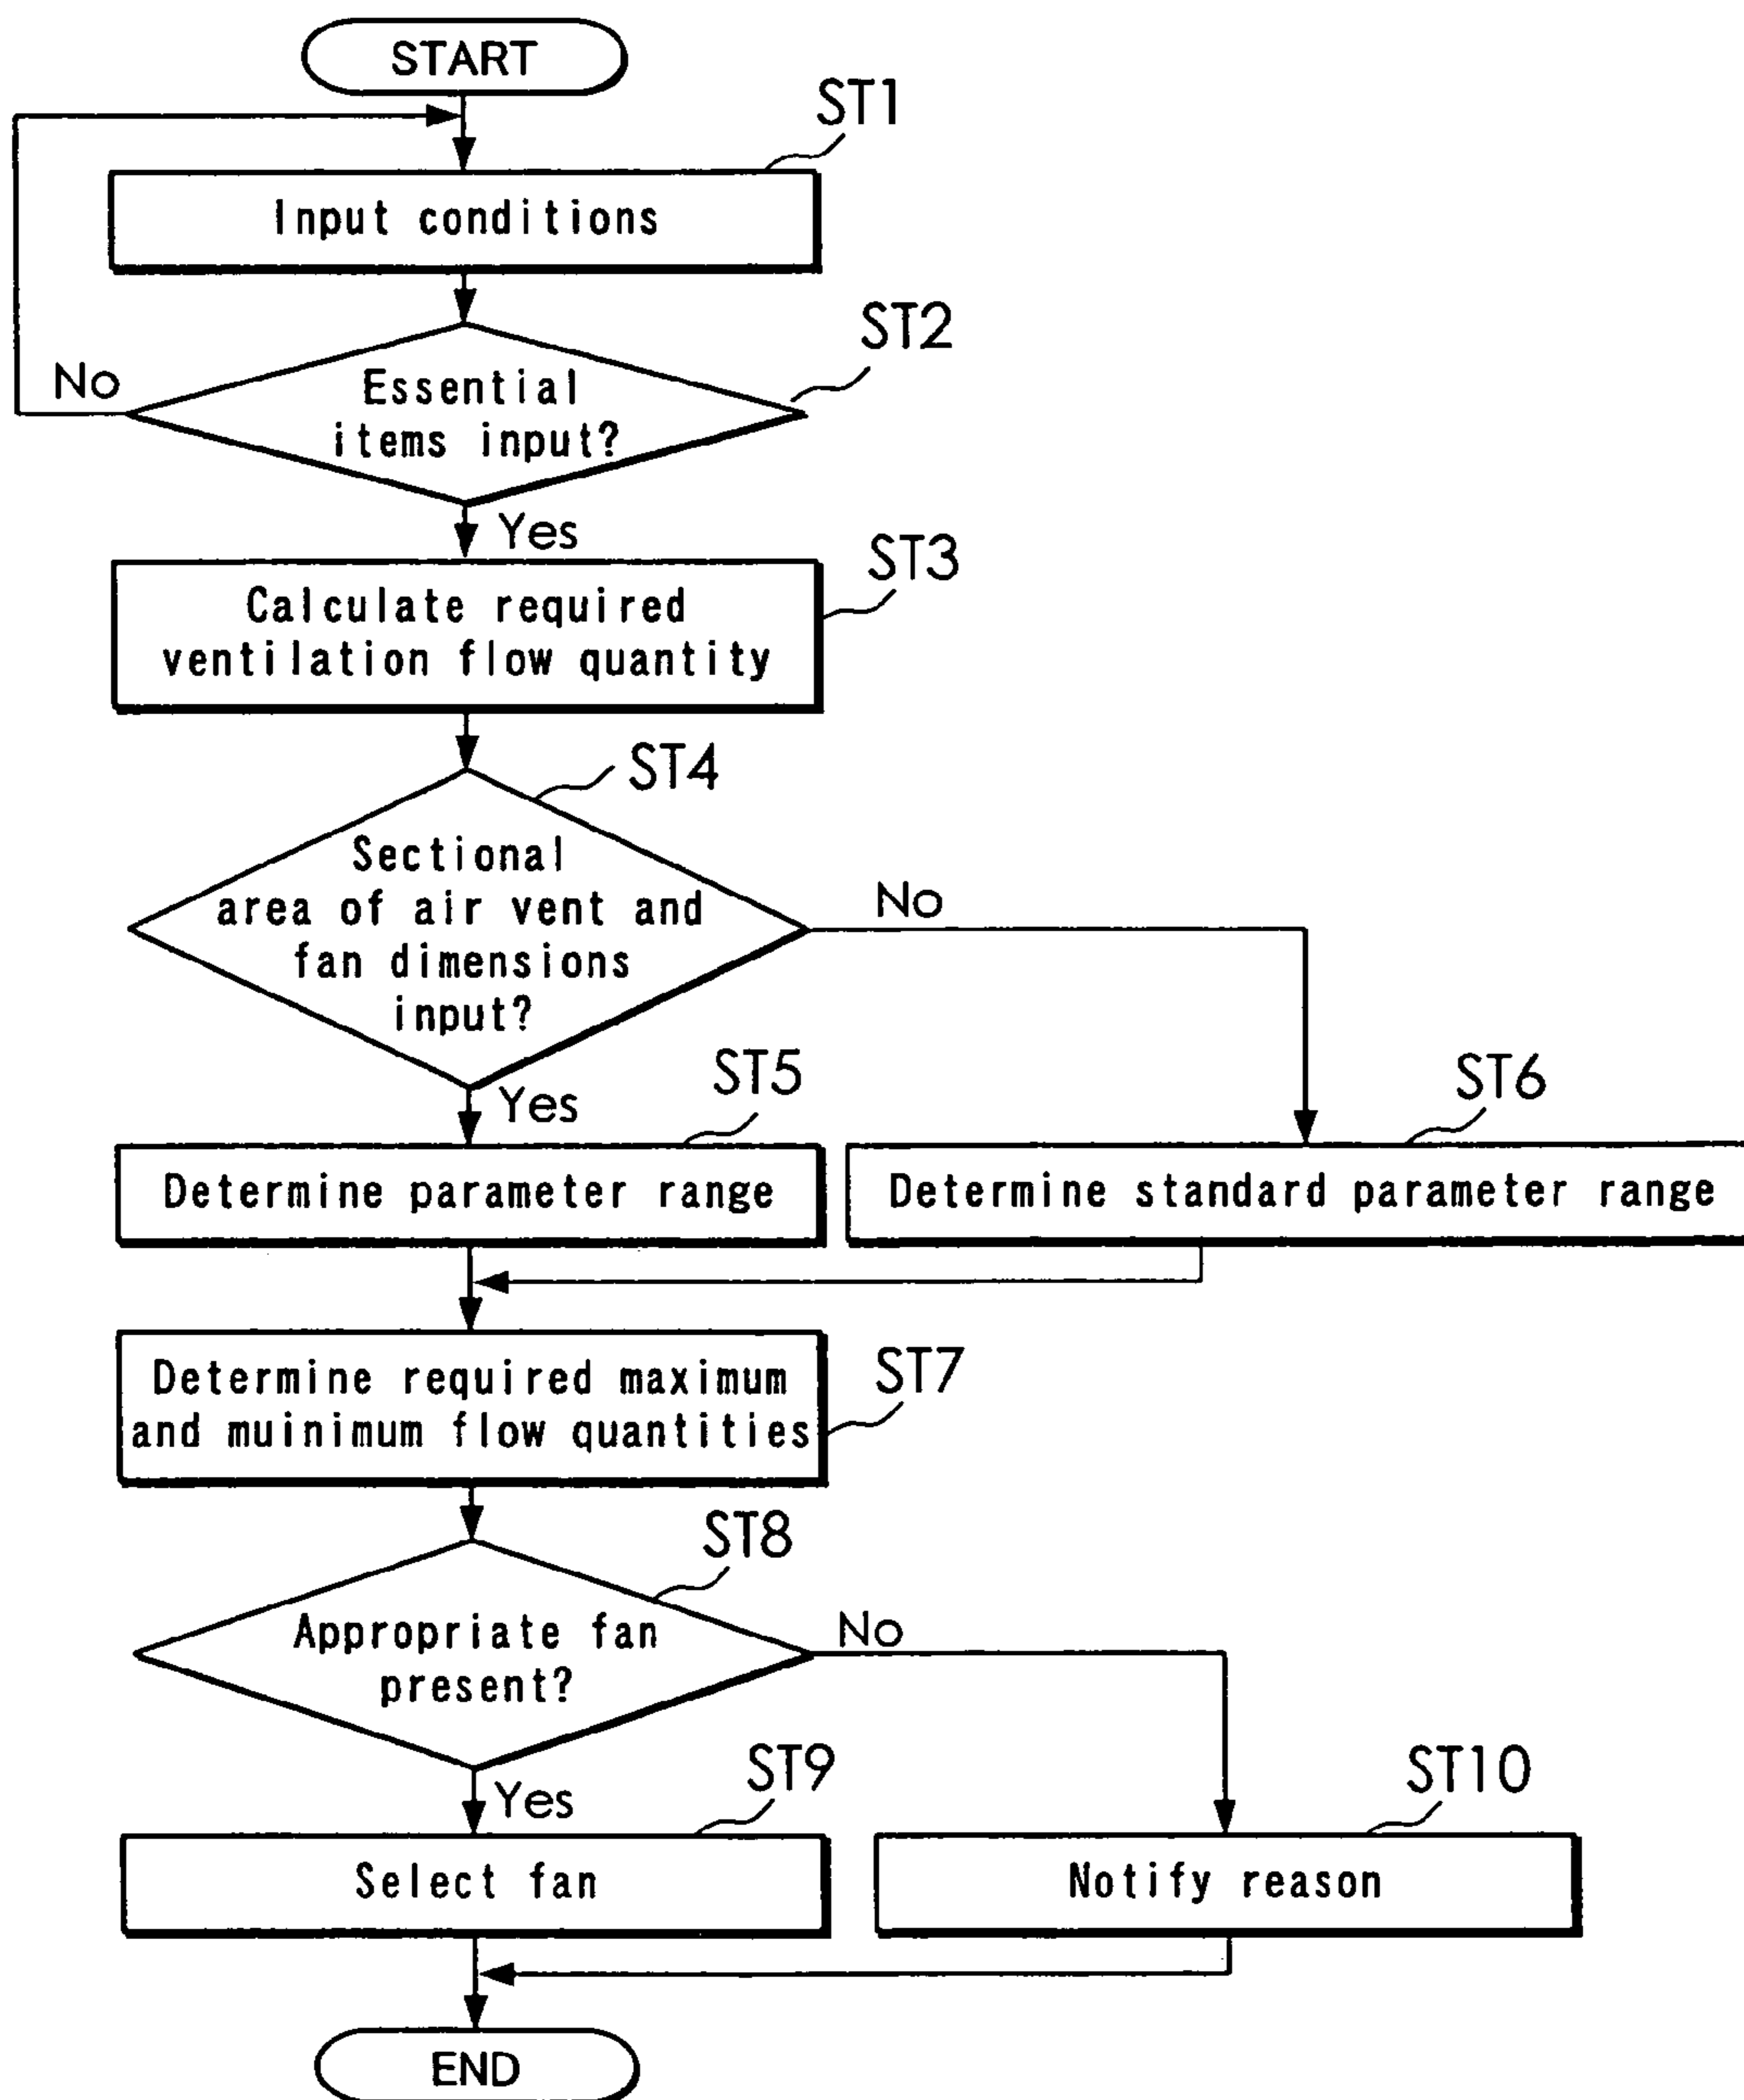 START
ST1
Input conditions
ST2
No
Essential
items input?
Yes
ST3
Calculate required
ventilation flow quantity
ST4
Sectional
area of air vent and
fan dimensions
input?
No
Yes
ST5
ST6
Determine parameter range
Determine standard parameter range
Determine required maximum
and muinimum flow quantities
ST7
ST8
Appropriate fan
present?
No
Yes
ST9
ST10
Select fan
Notify reason
END